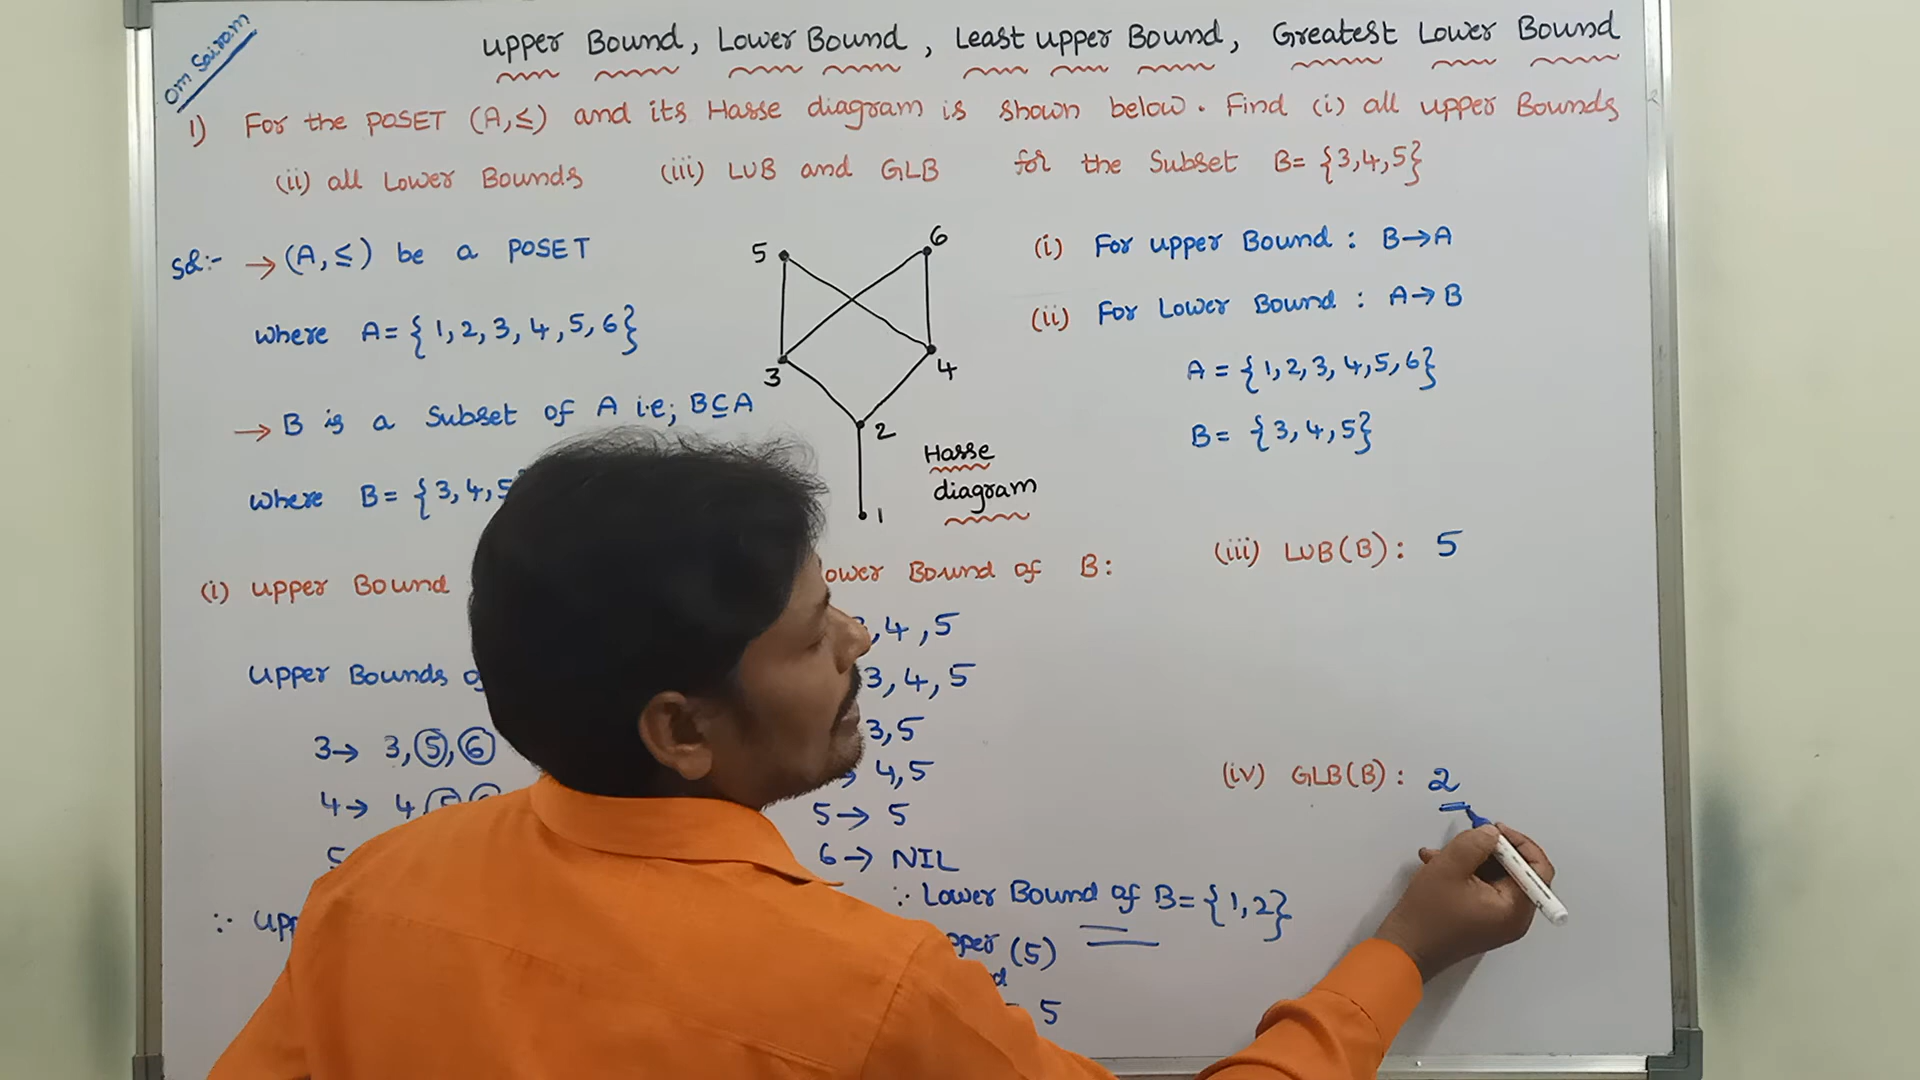 Om Sairam
Upper Bound, Lower Bound, Least upper Bound, Greatest Lower Bound
1) For the POSET (A,≤) and its Hasse diagram is shown below. Find (i) all upper Bounds
(ii) all Lower Bounds (iii) LUB and GLB for the Subset B= {3,4,5}
Sol:- → (A,≤) be a POSET
where A= {1,2,3,4,5,6}
→ B is a Subset of A i.e; B⊆A
where B= {3,4,5
5
6
3
4
2
1
Hasse
diagram
(i) For upper Bound : B→A
(ii) For Lower Bound : A→B
A = {1,2,3,4,5,6}
B= {3,4,5}
(i) upper Bound
Upper Bounds
3→ 3,5,6
4→ 4
5
∴ upp
ower Bound of B:
,4,5
3,4,5
3,5
4,5
5→ 5
6→ NIL
∴ Lower Bound of B= {1,2}
pper (5)
5
(iii) LUB(B): 5
(iv) GLB(B): 2